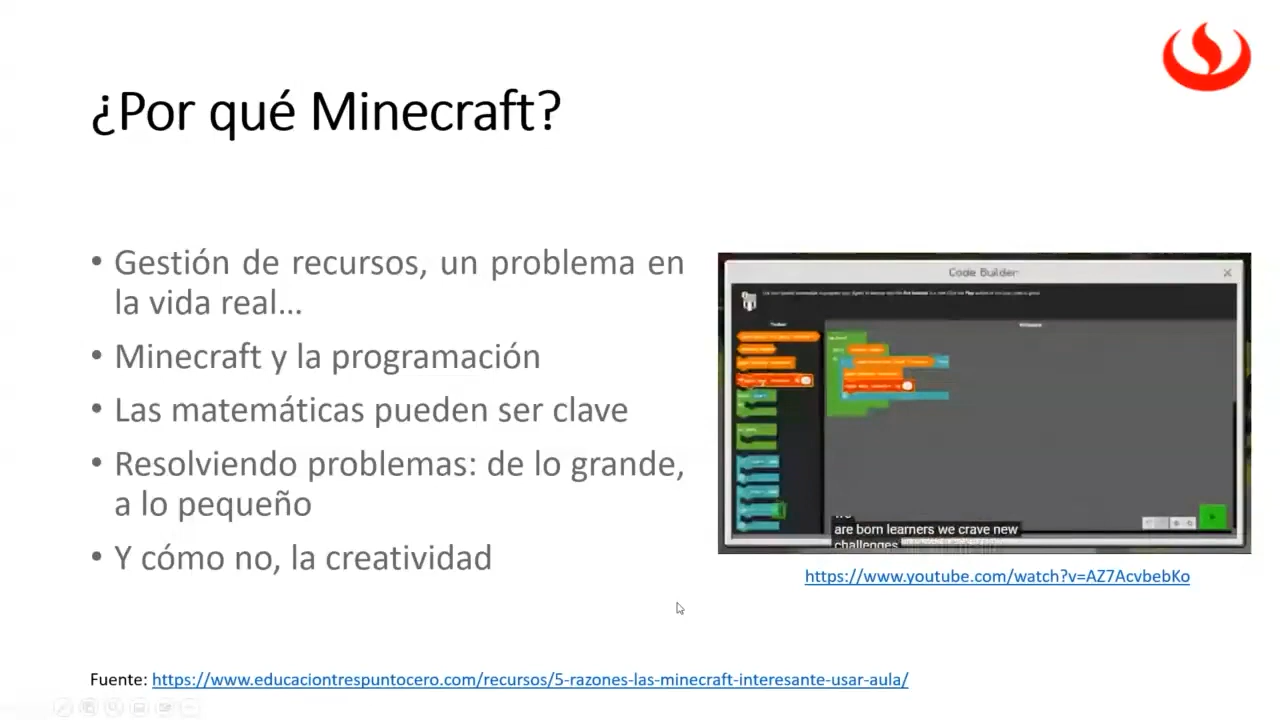 ¿Por qué Minecraft?
• Gestión de recursos, un problema en
la vida real...
• Minecraft y la programación
• Las matemáticas pueden ser clave
• Resolviendo problemas: de lo grande,
a lo pequeño
• Y cómo no, la creatividad
Code Builder
are born learners we crave new
challenges
https://www.youtube.com/watch?v=AZ7AcvbebKo
Fuente: https://www.educaciontrespuntocero.com/recursos/5-razones-las-minecraft-interesante-usar-aula/